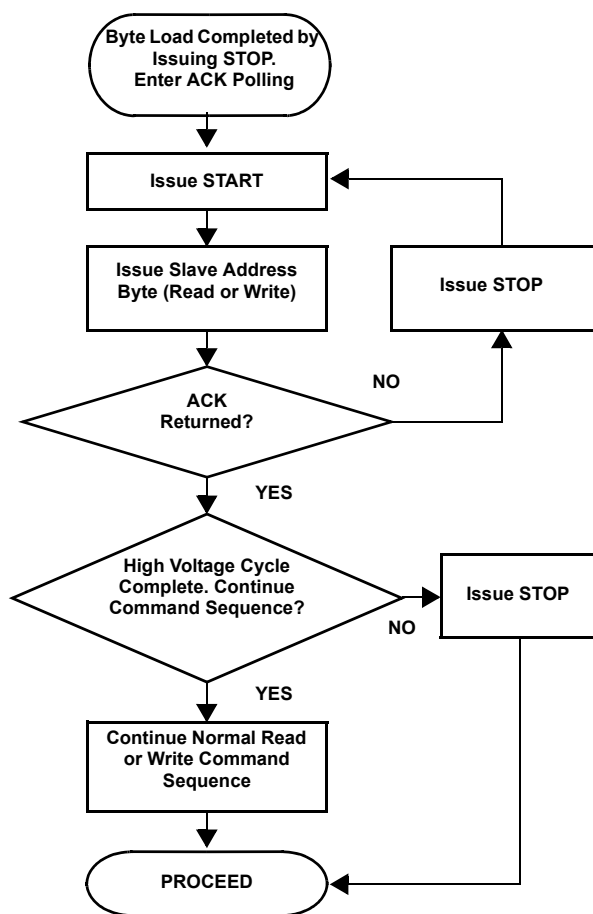 Byte Load Completed by
Issuing STOP.
Enter ACK Polling
Issue START
Issue Slave Address
Byte (Read or Write)
Issue STOP
NO
ACK
Returned?
YES
High Voltage Cycle
Complete. Continue
Command Sequence?
Issue STOP
NO
YES
Continue Normal Read
or Write Command
Sequence
PROCEED